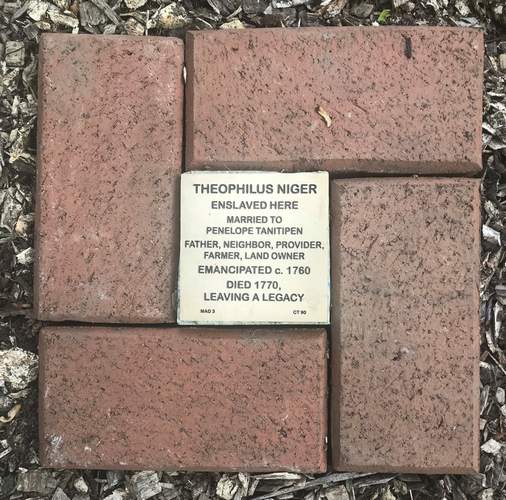 THEOPHILUS NIGER
ENSLAVED HERE
MARRIED TO
PENELOPE TANITIPEN
FATHER, NEIGHBOR, PROVIDER,
FARMER, LAND OWNER
EMANCIPATED c. 1760
DIED 1770,
LEAVING A LEGACY
MAD 3 CT 90